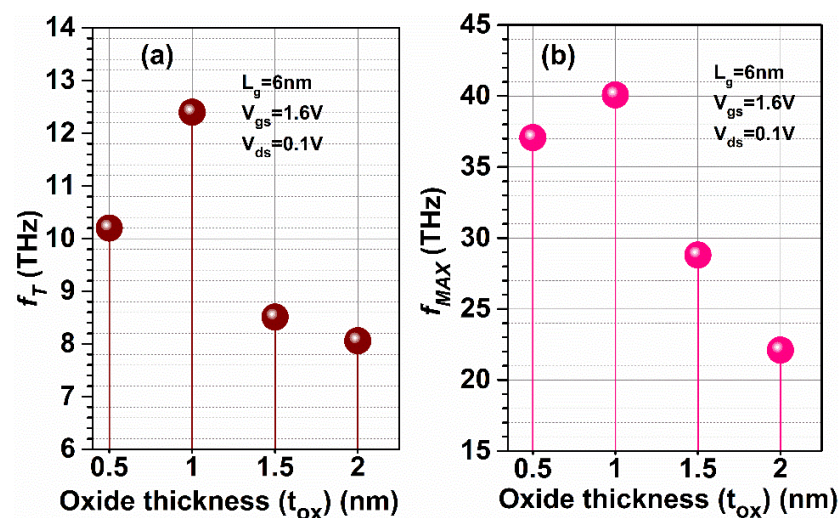 (a)
L_g=6nm
V_gs=1.6V
V_ds=0.1V
14
13
12
11
10
9
8
7
6
f_T (THz)
0.5 1 1.5 2
Oxide thickness (t_ox) (nm)
(b)
L_g=6nm
V_gs=1.6V
V_ds=0.1V
45
40
35
30
25
20
15
f_MAX (THz)
0.5 1 1.5 2
Oxide thickness (t_ox) (nm)